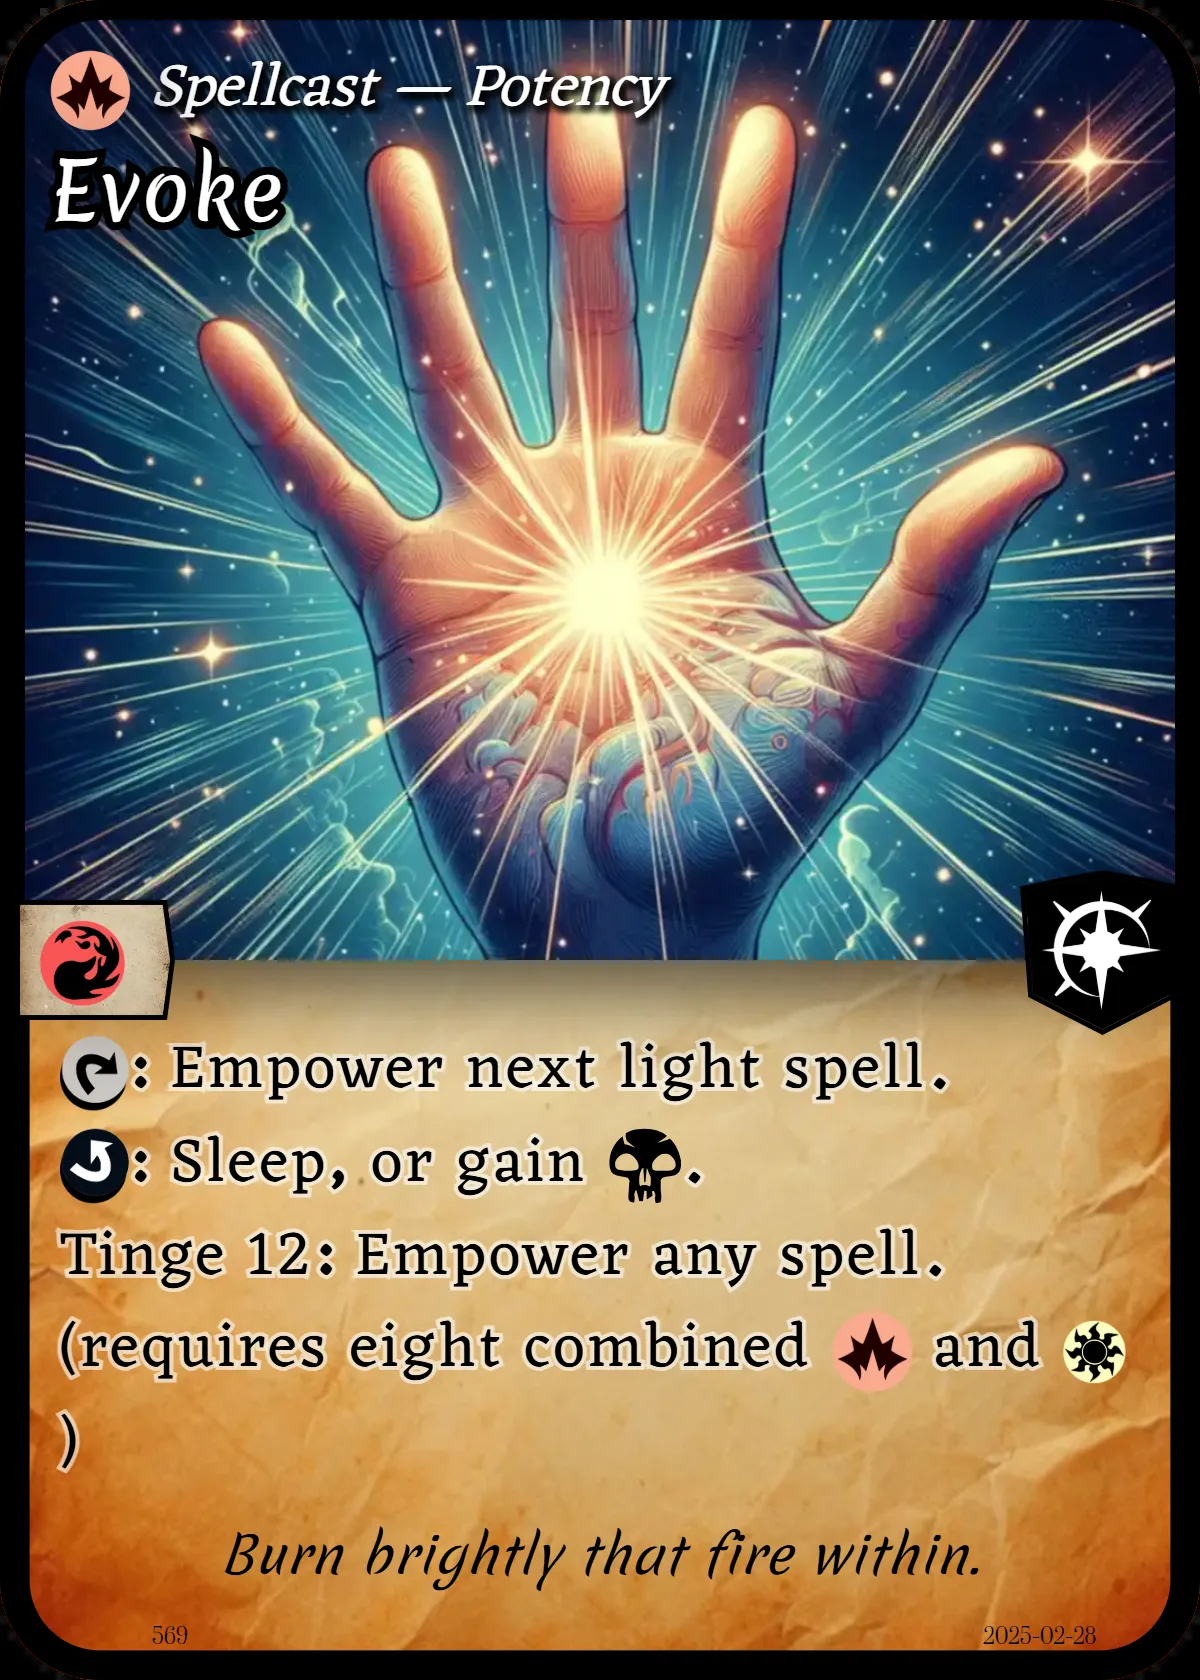 Spellcast — Potency
Evoke
: Empower next light spell.
: Sleep, or gain .
Tinge 12: Empower any spell.
(requires eight combined and
)
Burn brightly that fire within.
569
2025-02-28